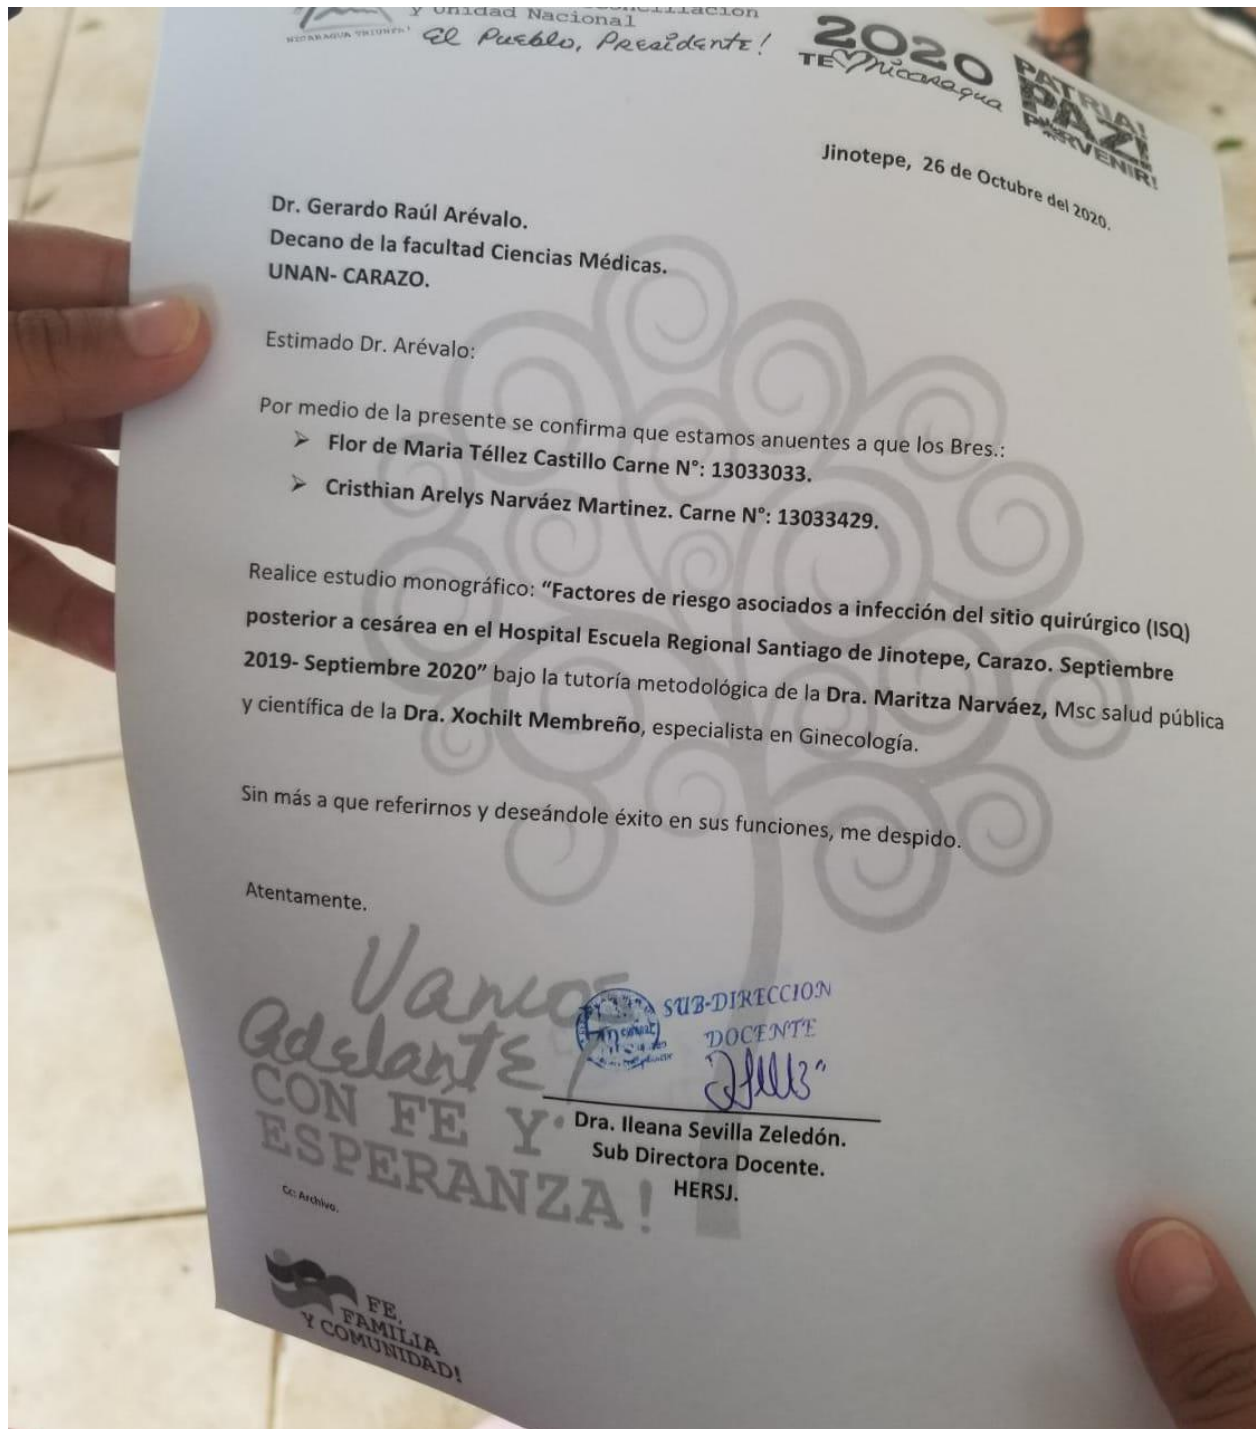 y Unidad Nacional
El Pueblo, Presidente!
NICARAGUA TRIUNFA!
2020
TE nicaragua
PATRIA!
PAZ!
PORVENIR!
Jinotepe, 26 de Octubre del 2020.
Dr. Gerardo Raúl Arévalo.
Decano de la facultad Ciencias Médicas.
UNAN- CARAZO.
Estimado Dr. Arévalo:
Por medio de la presente se confirma que estamos anuentes a que los Bres.:
➢ Flor de Maria Téllez Castillo Carne N°: 13033033.
➢ Cristhian Arelys Narváez Martinez. Carne N°: 13033429.
Realice estudio monográfico: “Factores de riesgo asociados a infección del sitio quirúrgico (ISQ)
posterior a cesárea en el Hospital Escuela Regional Santiago de Jinotepe, Carazo. Septiembre
2019- Septiembre 2020” bajo la tutoría metodológica de la Dra. Maritza Narváez, Msc salud pública
y científica de la Dra. Xochilt Membreño, especialista en Ginecología.
Sin más a que referirnos y deseándole éxito en sus funciones, me despido.
Atentamente.
Vamos
Adelante!
CON FE Y
ESPERANZA!
SUB-DIRECCION
DOCENTE
Dra. Ileana Sevilla Zeledón.
Sub Directora Docente.
HERSJ.
Cc: Archivo.
FE,
FAMILIA
Y COMUNIDAD!